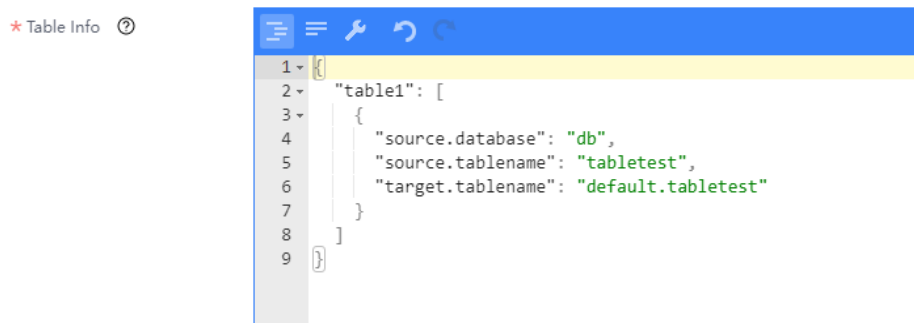 * Table Info ?
1 {
2 "table1": [
3 {
4 "source.database": "db",
5 "source.tablename": "tabletest",
6 "target.tablename": "default.tabletest"
7 }
8 ]
9 }